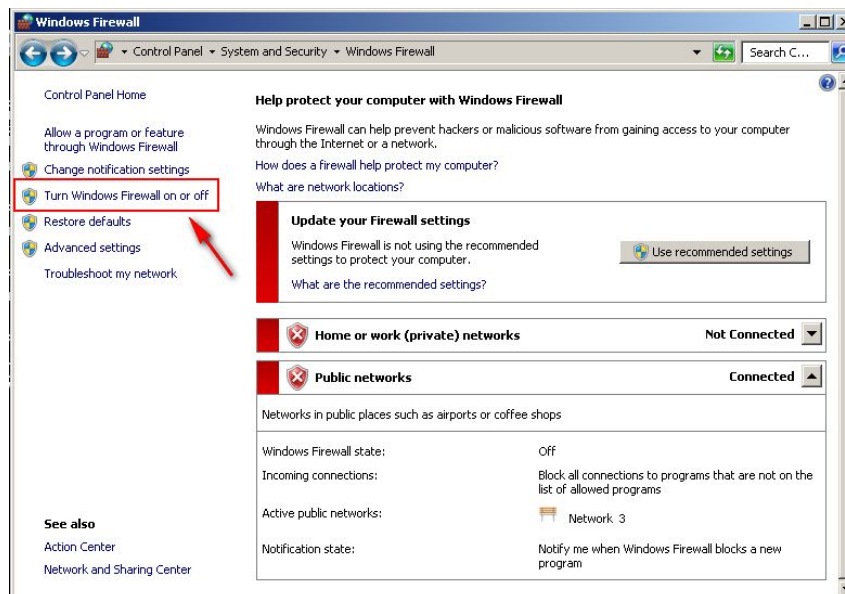 Windows Firewall
Control Panel
System and Security
Windows Firewall
Search C...
Control Panel Home
Allow a program or feature
through Windows Firewall
Change notification settings
Turn Windows Firewall on or off
Restore defaults
Advanced settings
Troubleshoot my network
See also
Action Center
Network and Sharing Center
Help protect your computer with Windows Firewall
Windows Firewall can help prevent hackers or malicious software from gaining access to your computer
through the Internet or a network.
How does a firewall help protect my computer?
What are network locations?
Update your Firewall settings
Windows Firewall is not using the recommended
settings to protect your computer.
Use recommended settings
What are the recommended settings?
Home or work (private) networks Not Connected
Public networks Connected
Networks in public places such as airports or coffee shops
Windows Firewall state: Off
Incoming connections: Block all connections to programs that are not on the
list of allowed programs
Active public networks: Network 3
Notification state: Notify me when Windows Firewall blocks a new
program